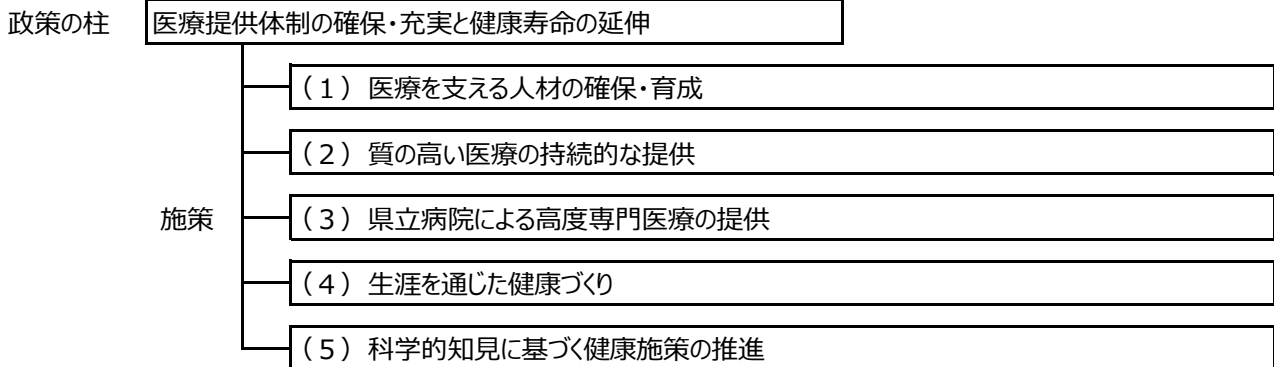 政策の柱 医療提供体制の確保・充実と健康寿命の延伸
（１）医療を支える人材の確保・育成
（２）質の高い医療の持続的な提供
施策 （３）県立病院による高度専門医療の提供
（４）生涯を通じた健康づくり
（５）科学的知見に基づく健康施策の推進